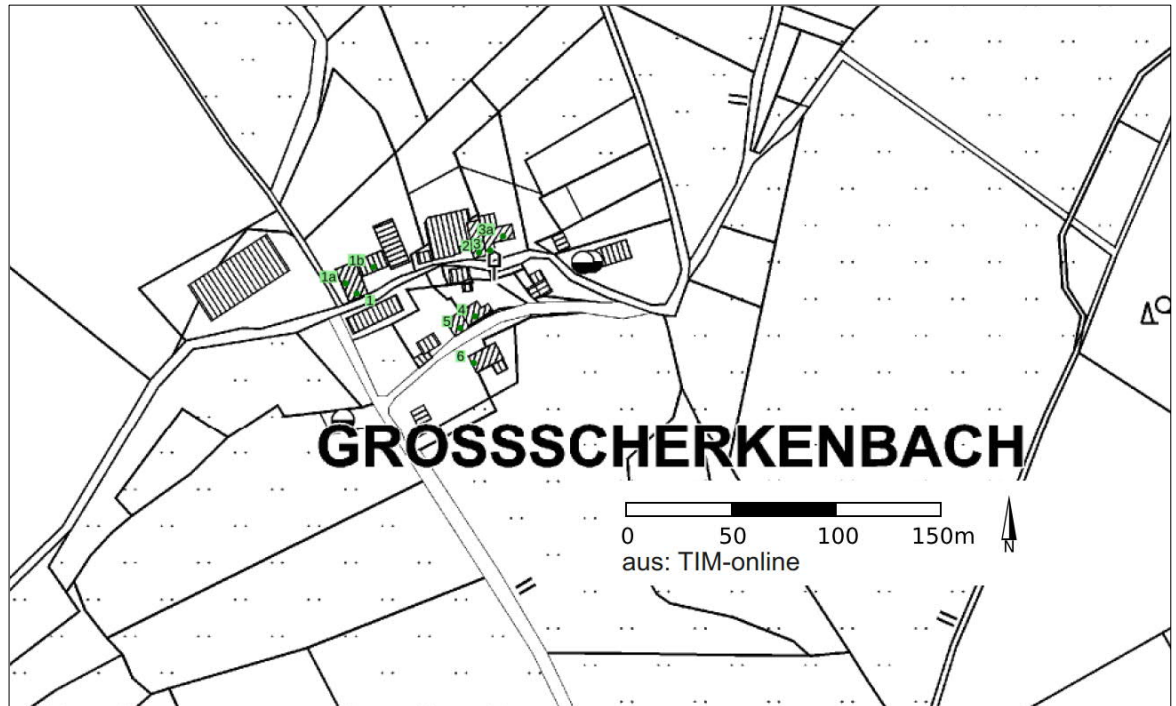 3a
2 3
1b
1a
1
4
5
6
GROSSSCHERKENBACH
0 50 100 150m
N
aus: TIM-online